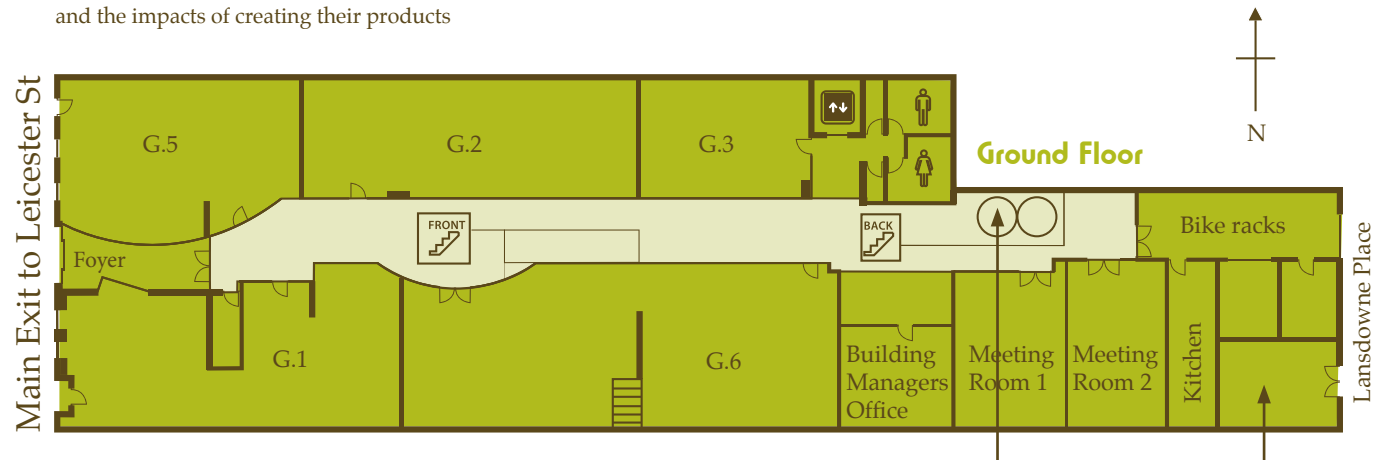 and the impacts of creating their products
Main Exit to Leicester St
G.5
G.2
G.3
N
Ground Floor
FRONT
BACK
Bike racks
Foyer
G.1
G.6
Building
Managers
Office
Meeting
Room 1
Meeting
Room 2
Kitchen
Lansdowne Place